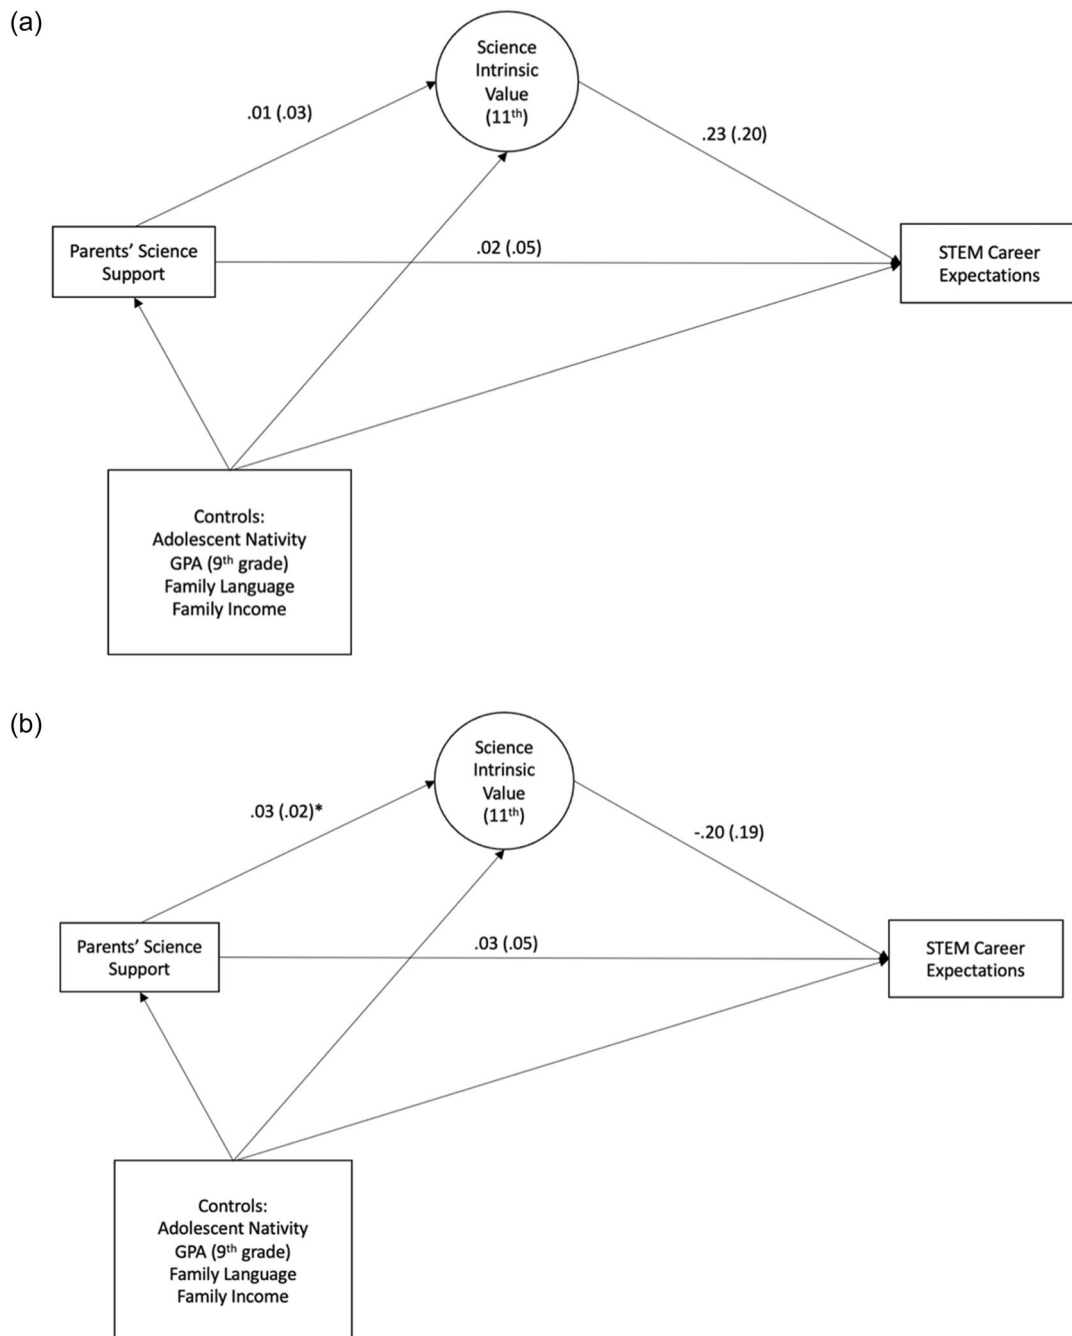 (a)
Science
Intrinsic
Value
(11th)
.01 (.03)
.23 (.20)
Parents’ Science
Support
.02 (.05)
STEM Career
Expectations
Controls:
Adolescent Nativity
GPA (9th grade)
Family Language
Family Income
(b)
Science
Intrinsic
Value
(11th)
.03 (.02)*
-.20 (.19)
Parents’ Science
Support
.03 (.05)
STEM Career
Expectations
Controls:
Adolescent Nativity
GPA (9th grade)
Family Language
Family Income